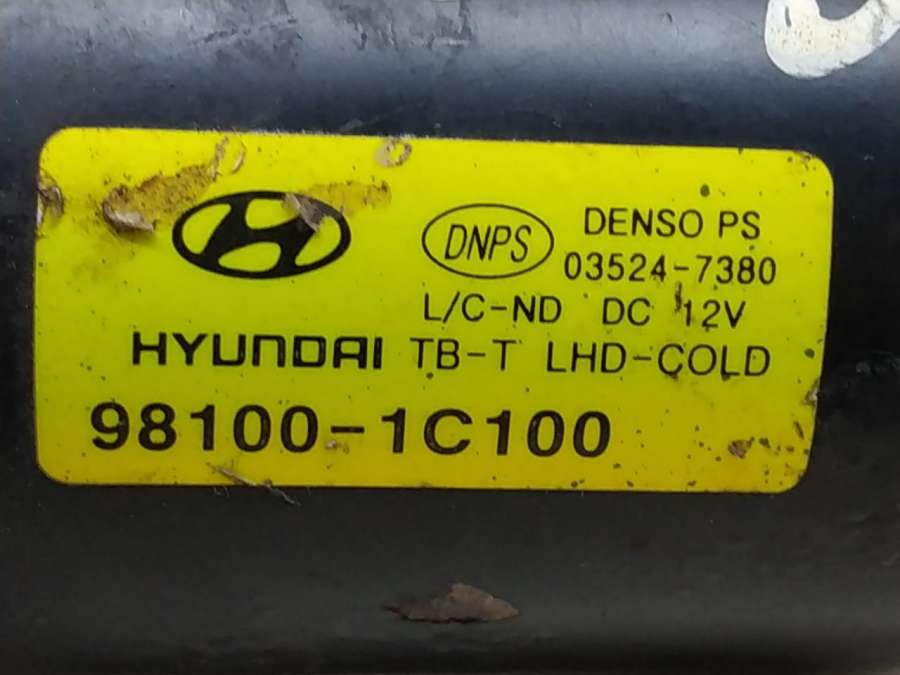 DNPS DENSO PS
03524-7380
L/C-ND DC 12V
HYUNDAI TB-T LHD-COLD
98100-1C100